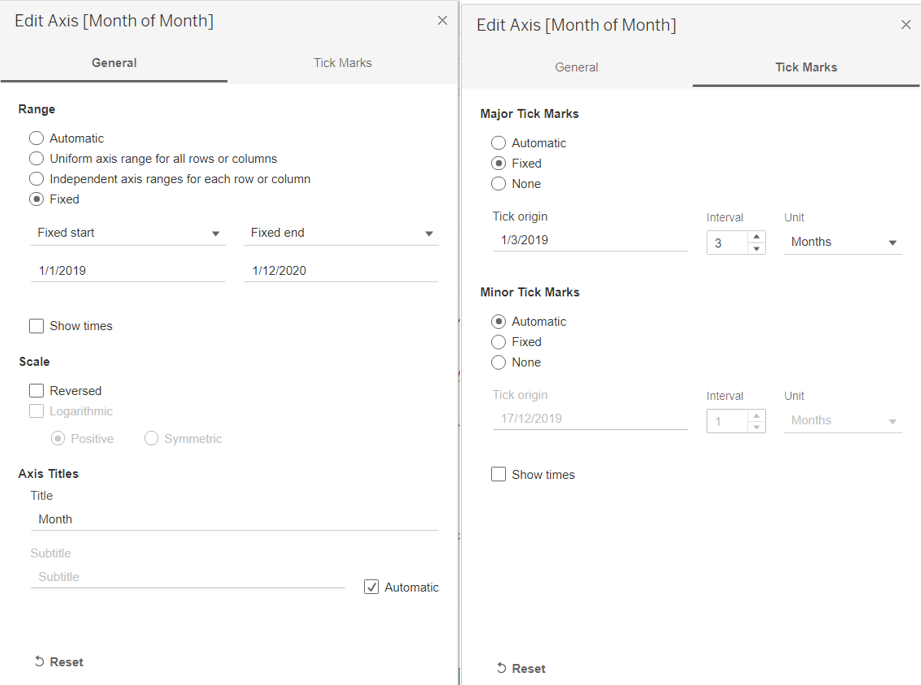 Edit Axis [Month of Month]
General Tick Marks
Range
Automatic
Uniform axis range for all rows or columns
Independent axis ranges for each row or column
Fixed
Fixed start Fixed end
1/1/2019 1/12/2020
Show times
Scale
Reversed
Logarithmic
Positive Symmetric
Axis Titles
Title
Month
Subtitle
Subtitle
Automatic
Reset
Edit Axis [Month of Month]
General Tick Marks
Major Tick Marks
Automatic
Fixed
None
Tick origin Interval Unit
1/3/2019 3 Months
Minor Tick Marks
Automatic
Fixed
None
Tick origin Interval Unit
17/12/2019 1 Months
Show times
Reset